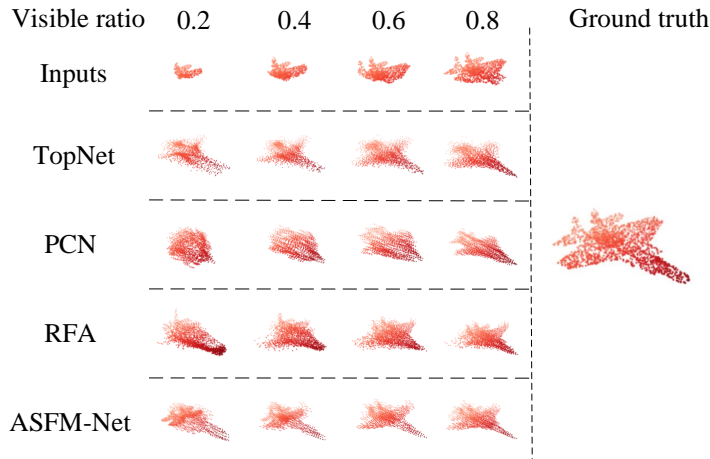 Visible ratio 0.2 0.4 0.6 0.8 Ground truth
Inputs
TopNet
PCN
RFA
ASFM-Net